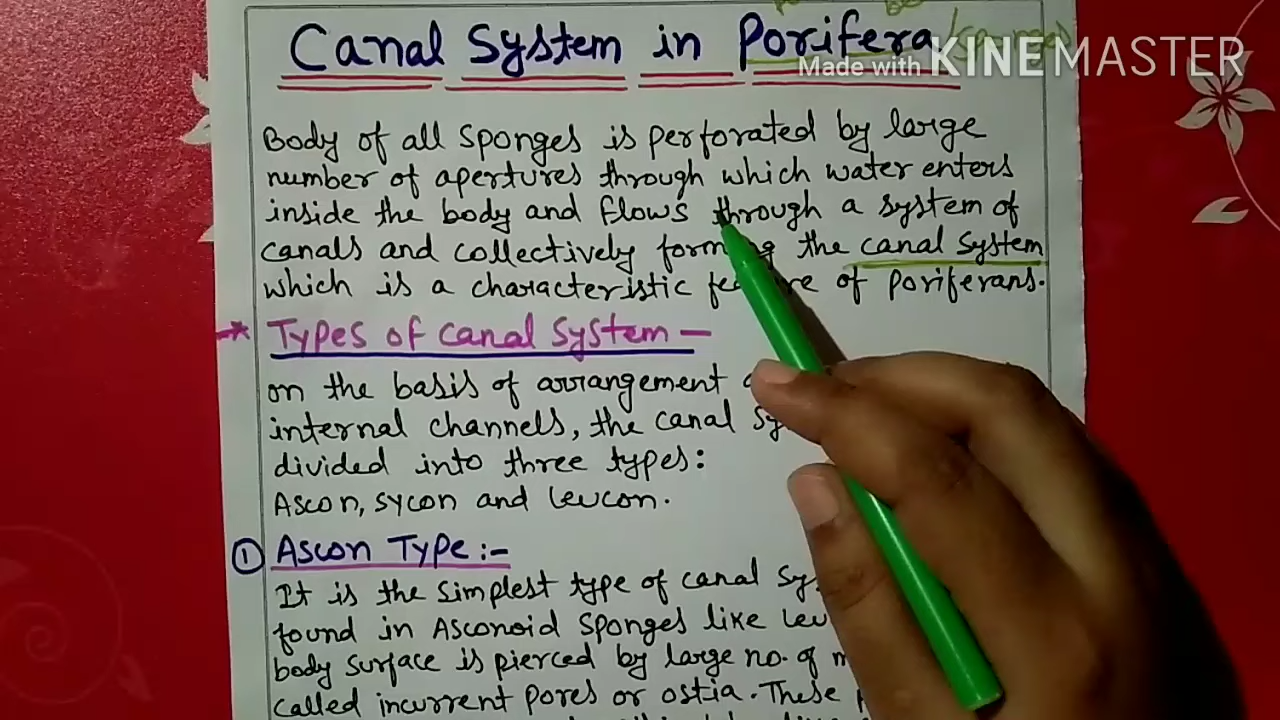 Canal System in Porifera
Made with KINEMASTER
Body of all sponges is perforated by large
number of apertures through which water enters
inside the body and flows through a system of
canals and collectively forming the canal system
which is a characteristic of Poriferans.
* Types of canal system -
on the basis of arrangement
internal channels, the canal
divided into three types:
Ascon, sycon and leucon.
① Ascon Type :-
It is the simplest type of canal
found in Asconoid sponges like
body surface is pierced by large no. of
called incurrent pores or ostia. These